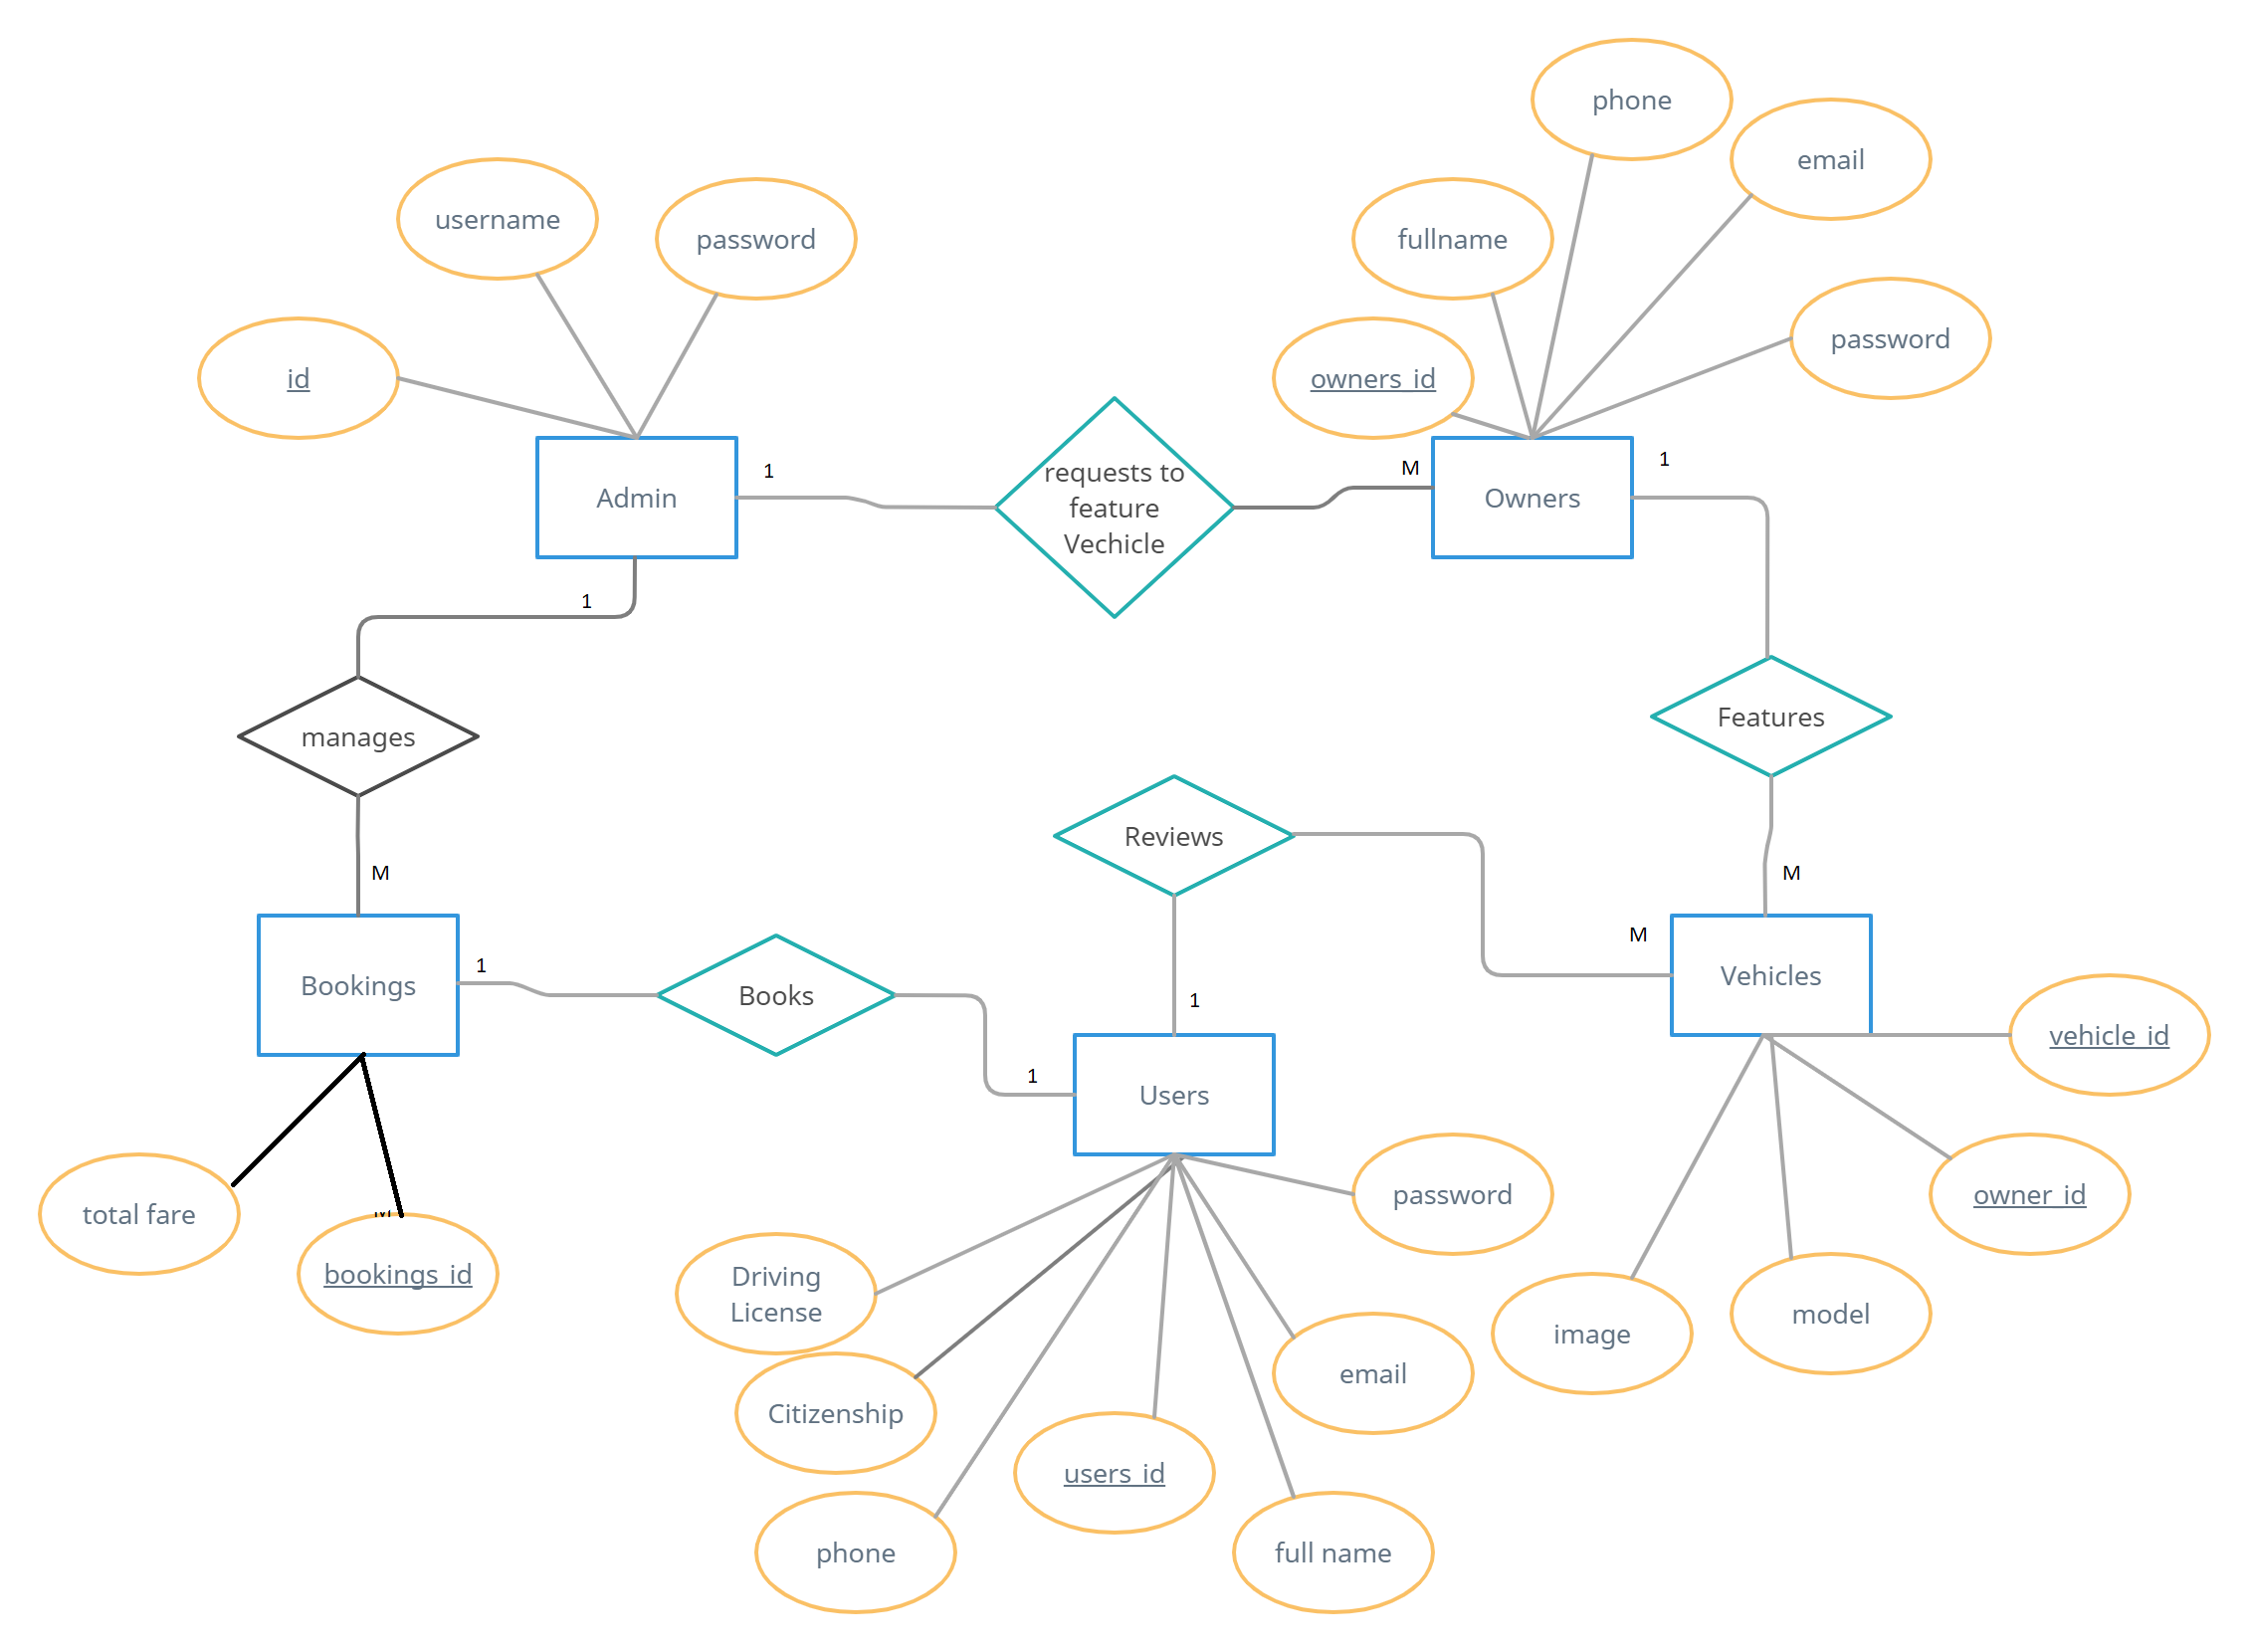 phone
email
username
password
fullname
password
id
owners_id
1
M
1
Admin
requests to
feature
Vechicle
Owners
1
manages
Features
Reviews
M
M
M
1
Bookings
Books
Vehicles
1
1
Users
vehicle_id
total fare
bookings_id
password
owner_id
Driving
License
image
model
Citizenship
email
users_id
phone
full name